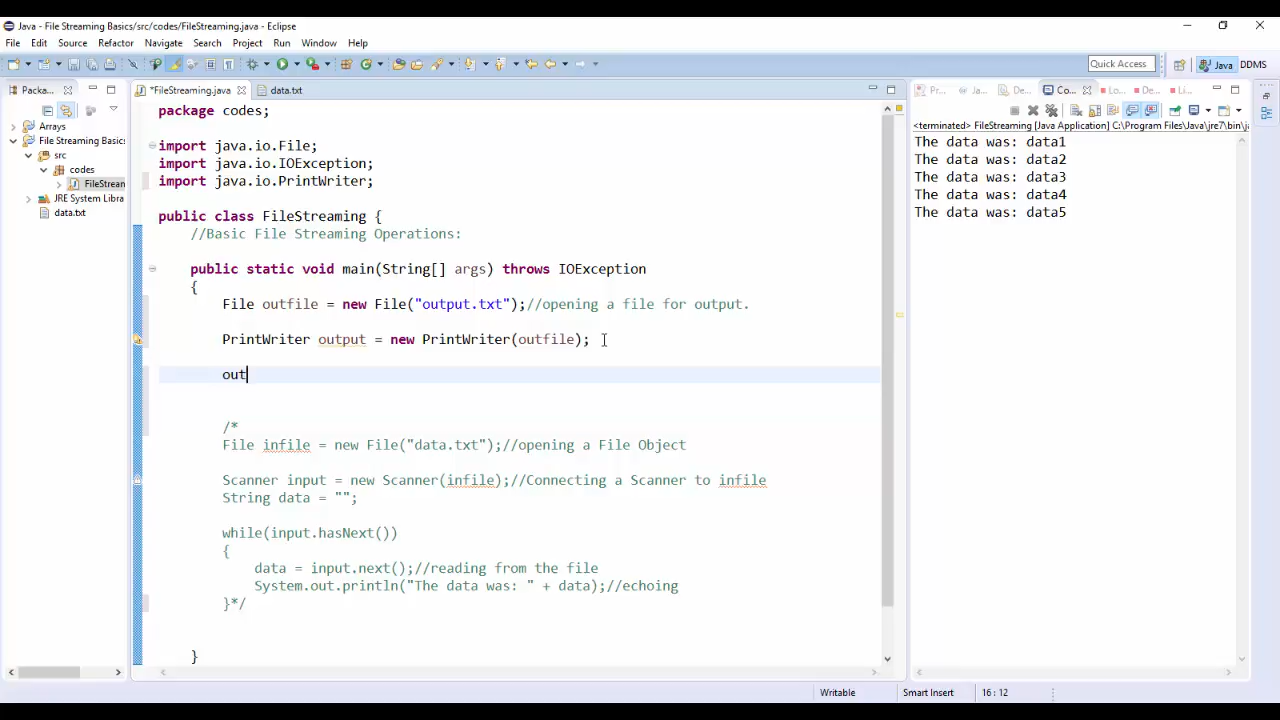 Java - File Streaming Basics/src/codes/FileStreaming.java - Eclipse
File Edit Source Refactor Navigate Search Project Run Window Help
Quick Access
Java
DDMS
Packa...
*FileStreaming.java
data.txt
Pr...
De...
Co...
Lo...
De...
Li...
Arrays
File Streaming Basics
src
codes
FileStream
JRE System Libra
data.txt
package codes;
import java.io.File;
import java.io.IOException;
import java.io.PrintWriter;
public class FileStreaming {
//Basic File Streaming Operations:
public static void main(String[] args) throws IOException
{
File outfile = new File("output.txt");//opening a file for output.
PrintWriter output = new PrintWriter(outfile);
out
/*
File infile = new File("data.txt");//opening a File Object
Scanner input = new Scanner(infile);//Connecting a Scanner to infile
String data = "";
while(input.hasNext())
{
data = input.next();//reading from the file
System.out.println("The data was: " + data);//echoing
}*/
}
<terminated> FileStreaming [Java Application] C:\Program Files\Java\jre7\bin\j
The data was: data1
The data was: data2
The data was: data3
The data was: data4
The data was: data5
Writable
Smart Insert
16 : 12